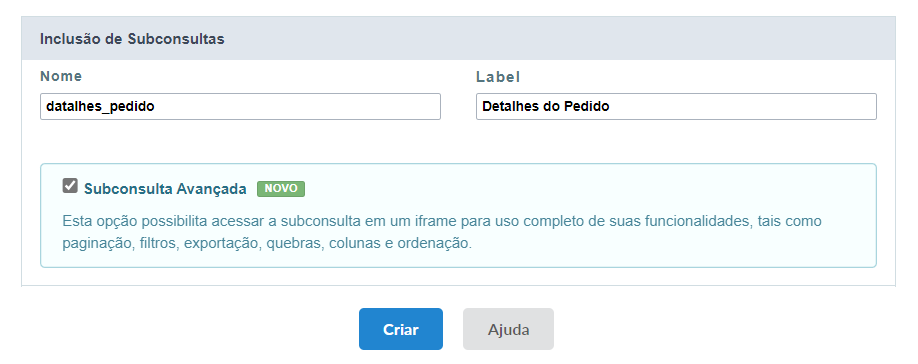 Inclusão de Subconsultas
Nome
Label
datalhes_pedido
Detalhes do Pedido
Subconsulta Avançada NOVO
Esta opção possibilita acessar a subconsulta em um iframe para uso completo de suas funcionalidades, tais como
paginação, filtros, exportação, quebras, colunas e ordenação.
Criar
Ajuda